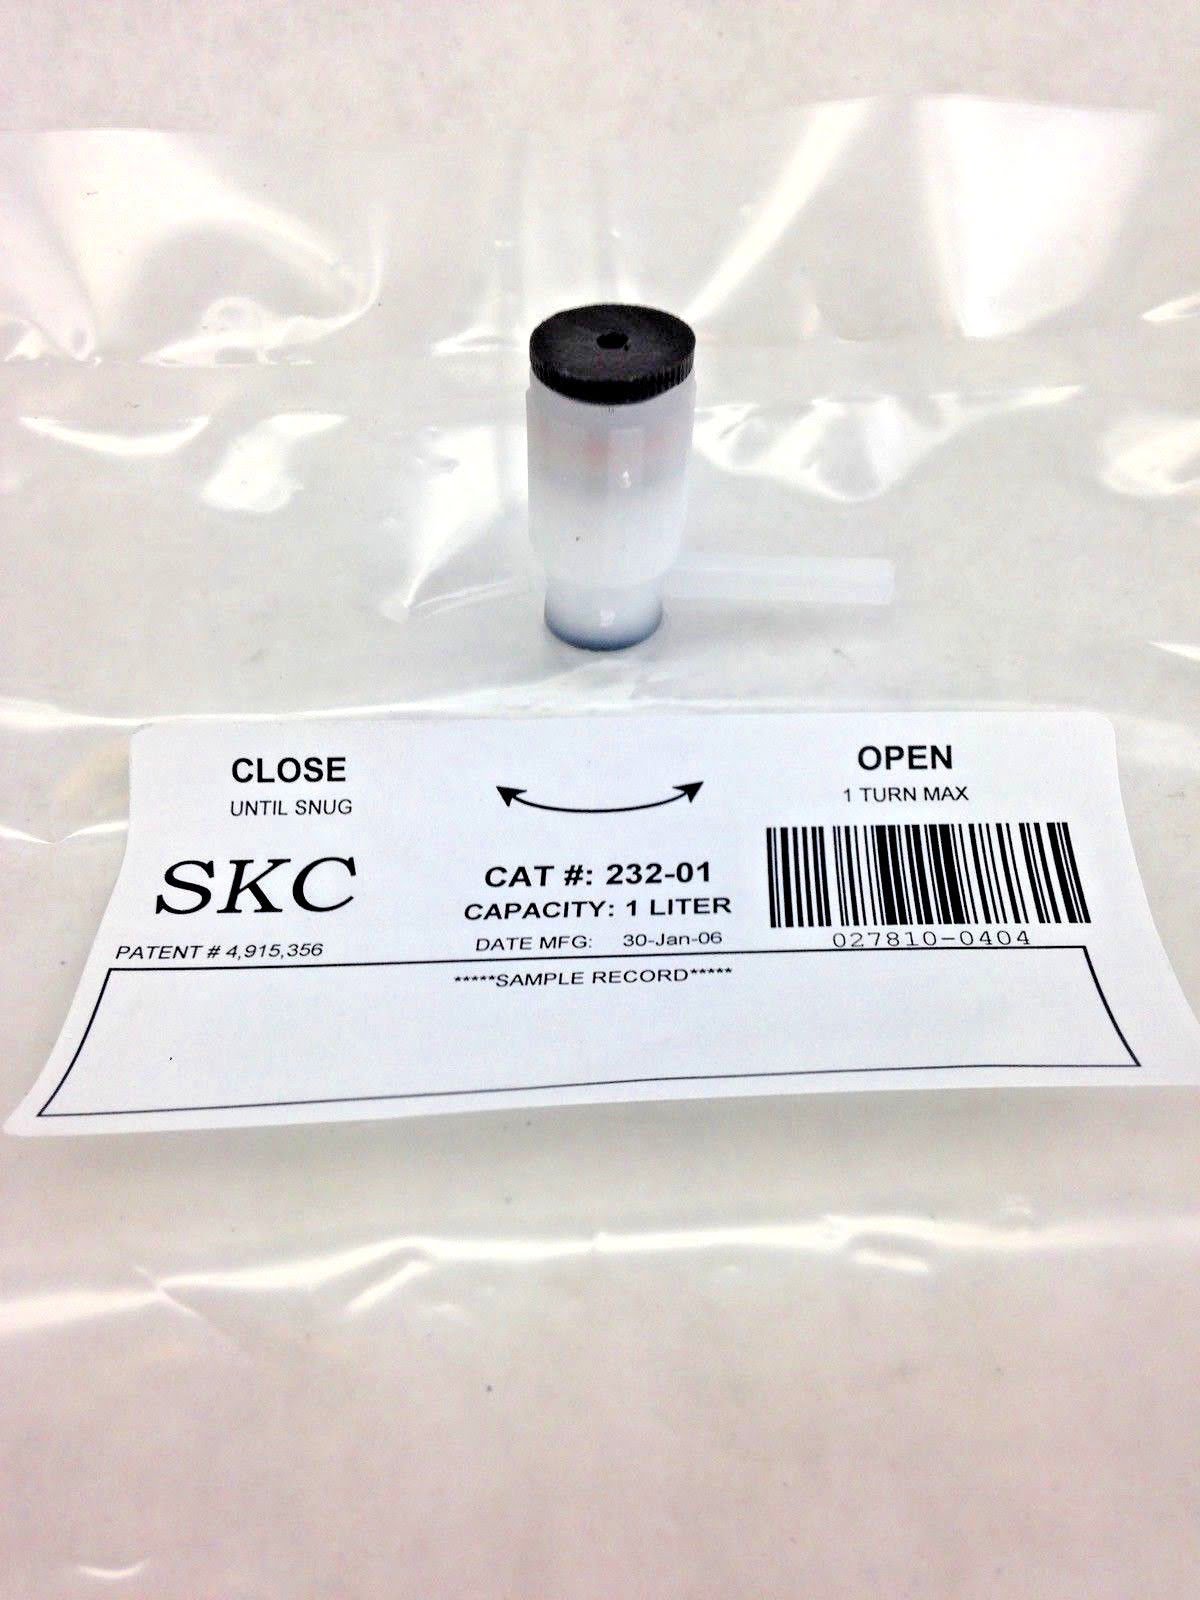 CLOSE
UNTIL SNUG
OPEN
1 TURN MAX
SKC
PATENT # 4,915,356
CAT #: 232-01
CAPACITY: 1 LITER
DATE MFG: 30-Jan-06
027810-0404
*****SAMPLE RECORD*****